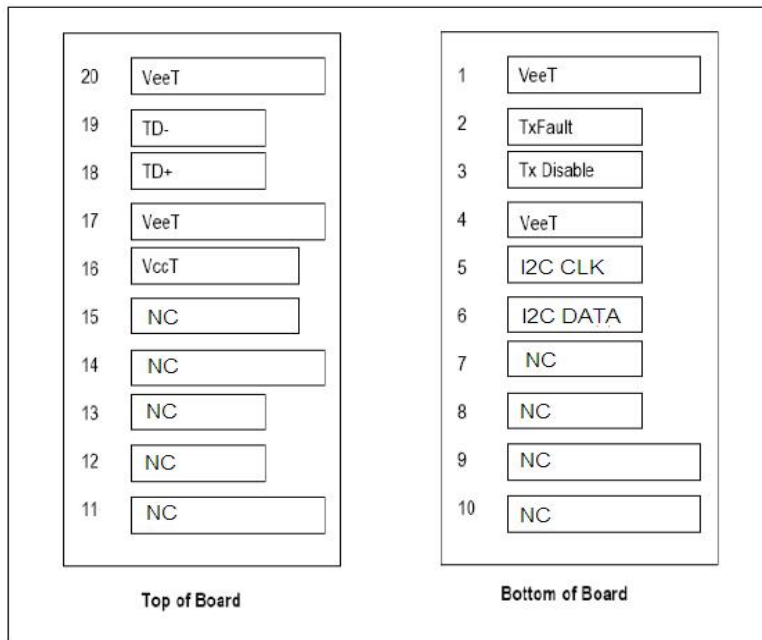 20 VeeT
19 TD-
18 TD+
17 VeeT
16 VccT
15 NC
14 NC
13 NC
12 NC
11 NC
Top of Board
1 VeeT
2 TxFault
3 Tx Disable
4 VeeT
5 I2C CLK
6 I2C DATA
7 NC
8 NC
9 NC
10 NC
Bottom of Board